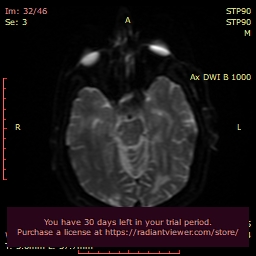 Im: 32/46
Se: 3
STP90
STP90
M
A
Ax DWI B 1000
R
L
You have 30 days left in your trial period.
Purchase a license at https://radiantviewer.com/store/